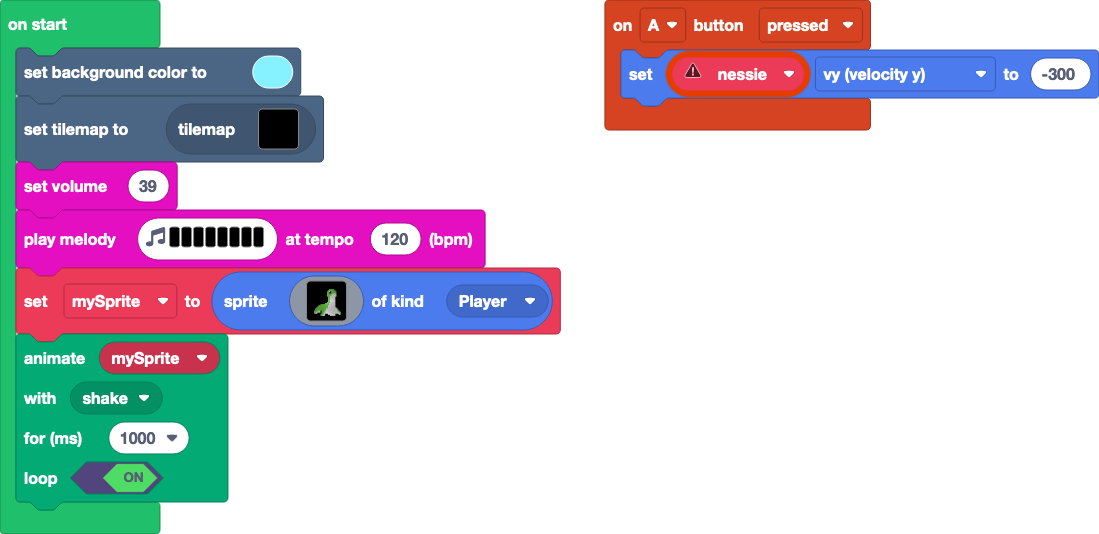 on start
set background color to
set tilemap to tilemap
set volume 39
play melody at tempo 120 (bpm)
set mySprite to sprite of kind Player
animate mySprite
with shake
for (ms) 1000
loop ON
on A button pressed
set nessie vy (velocity y) to -300